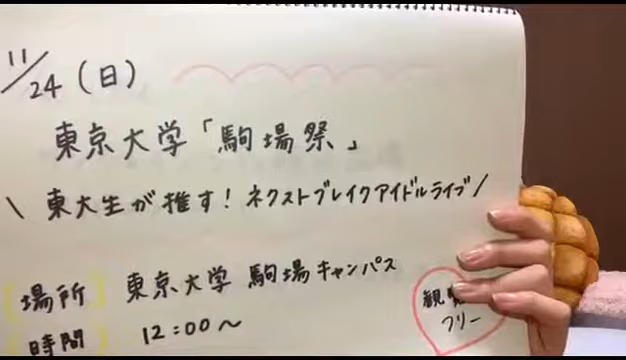 11/24(日)
東京大学「駒場祭」
\ 東大生が推す! ネクストブレイクアイドルライブ /
場所 東京大学 駒場キャンパス
時間 12:00〜
観覧
フリー